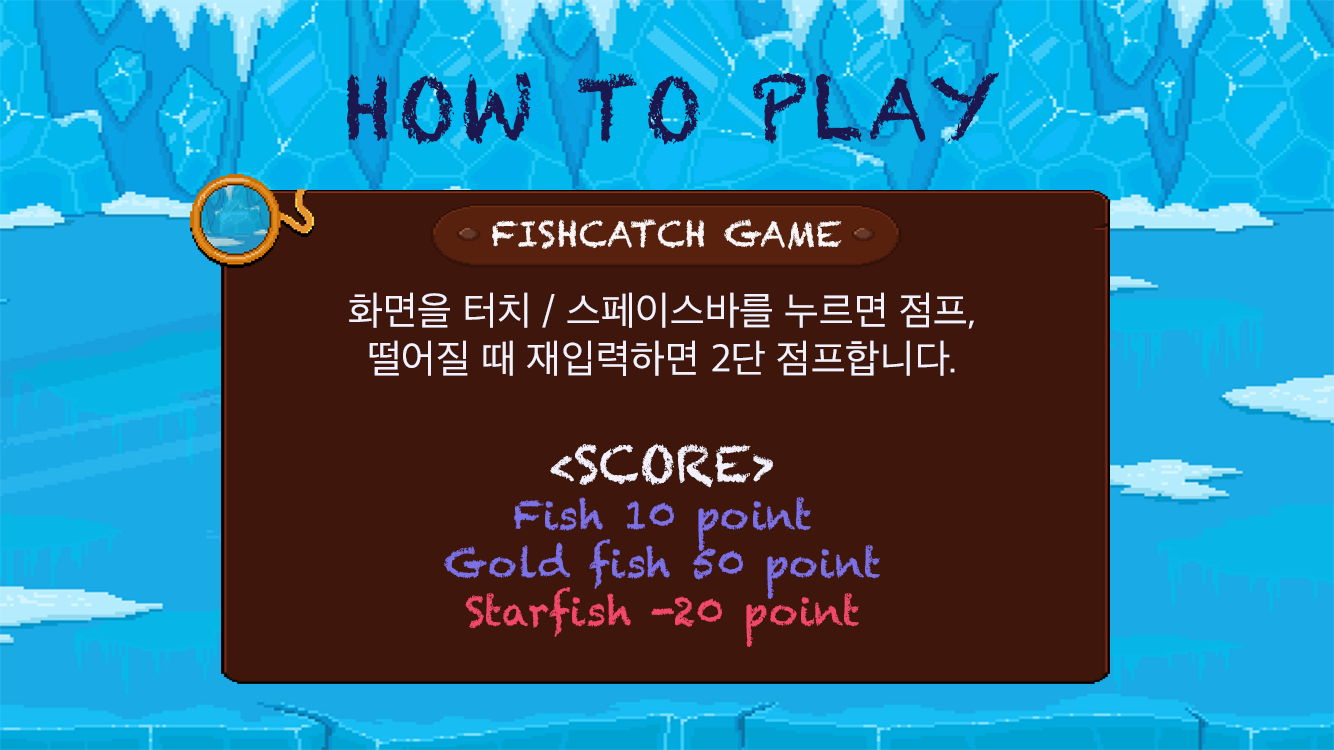 HOW TO PLAY
FISHCATCH GAME
화면을 터치 / 스페이스바를 누르면 점프,
떨어질 때 재입력하면 2단 점프합니다.
<SCORE>
Fish 10 point
Gold fish 50 point
Starfish -20 point